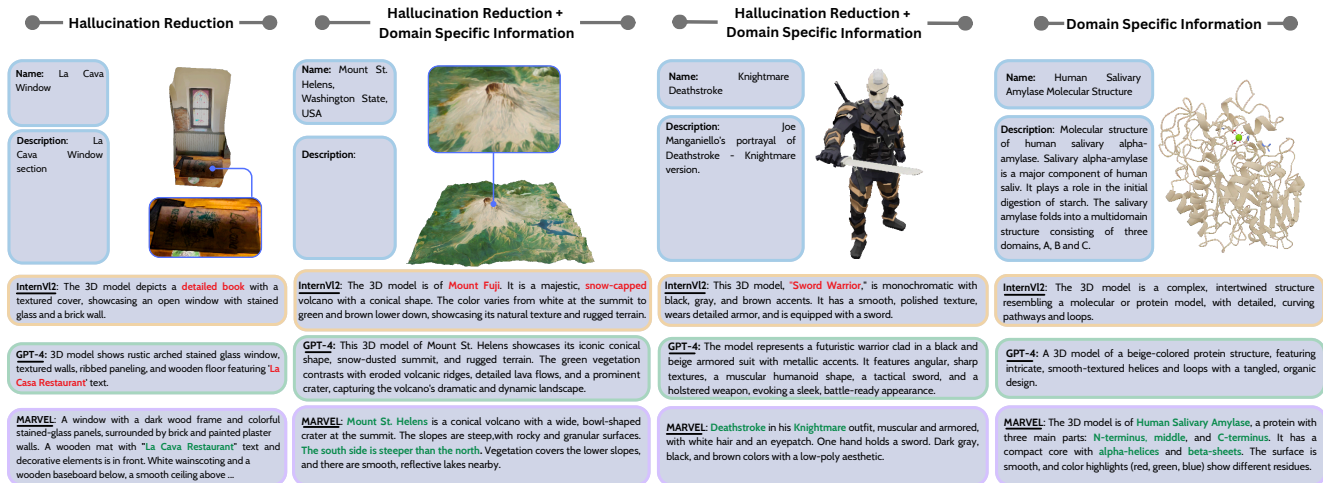 Hallucination Reduction
Name: La Cava
Window
Description: La
Cava Window
section
InternVl2: The 3D model depicts a detailed book with a
textured cover, showcasing an open window with stained
glass and a brick wall.
GPT-4: 3D model shows rustic arched stained glass window,
textured walls, ribbed paneling, and wooden floor featuring 'La
Casa Restaurant' text.
MARVEL: A window with a dark wood frame and colorful
stained-glass panels, surrounded by brick and painted plaster
walls. A wooden mat with "La Cava Restaurant" text and
decorative elements is in front. White wainscoting and a
wooden baseboard below, a smooth ceiling above ...
Hallucination Reduction +
Domain Specific Information
Name: Mount St.
Helens,
Washington State,
USA
Description:
InternVl2: The 3D model is of Mount Fuji. It is a majestic, snow-capped
volcano with a conical shape. The color varies from white at the summit to
green and brown lower down, showcasing its natural texture and rugged terrain.
GPT-4: This 3D model of Mount St. Helens showcases its iconic conical
shape, snow-dusted summit, and rugged terrain. The green vegetation
contrasts with eroded volcanic ridges, detailed lava flows, and a prominent
crater, capturing the volcano's dramatic and dynamic landscape.
MARVEL: Mount St. Helens is a conical volcano with a wide, bowl-shaped
crater at the summit. The slopes are steep,with rocky and granular surfaces.
The south side is steeper than the north. Vegetation covers the lower slopes,
and there are smooth, reflective lakes nearby.
Hallucination Reduction +
Domain Specific Information
Name: Knightmare
Deathstroke
Description: Joe
Manganiello's portrayal of
Deathstroke - Knightmare
version.
InternVl2: This 3D model, "Sword Warrior," is monochromatic with
black, gray, and brown accents. It has a smooth, polished texture,
wears detailed armor, and is equipped with a sword.
GPT-4: The model represents a futuristic warrior clad in a black and
beige armored suit with metallic accents. It features angular, sharp
textures, a muscular humanoid shape, a tactical sword, and a
holstered weapon, evoking a sleek, battle-ready appearance.
MARVEL: Deathstroke in his Knightmare outfit, muscular and armored,
with white hair and an eyepatch. One hand holds a sword. Dark gray,
black, and brown colors with a low-poly aesthetic.
Domain Specific Information
Name: Human Salivary
Amylase Molecular Structure
Description: Molecular structure
of human salivary alpha-
amylase. Salivary alpha-amylase
is a major component of human
saliv. It plays a role in the initial
digestion of starch. The salivary
amylase folds into a multidomain
structure consisting of three
domains, A, B and C.
InternVl2: The 3D model is a complex, intertwined structure
resembling a molecular or protein model, with detailed, curving
pathways and loops.
GPT-4: A 3D model of a beige-colored protein structure, featuring
intricate, smooth-textured helices and loops with a tangled, organic
design.
MARVEL: The 3D model is of Human Salivary Amylase, a protein with
three main parts: N-terminus, middle, and C-terminus. It has a
compact core with alpha-helices and beta-sheets. The surface is
smooth, and color highlights (red, green, blue) show different residues.